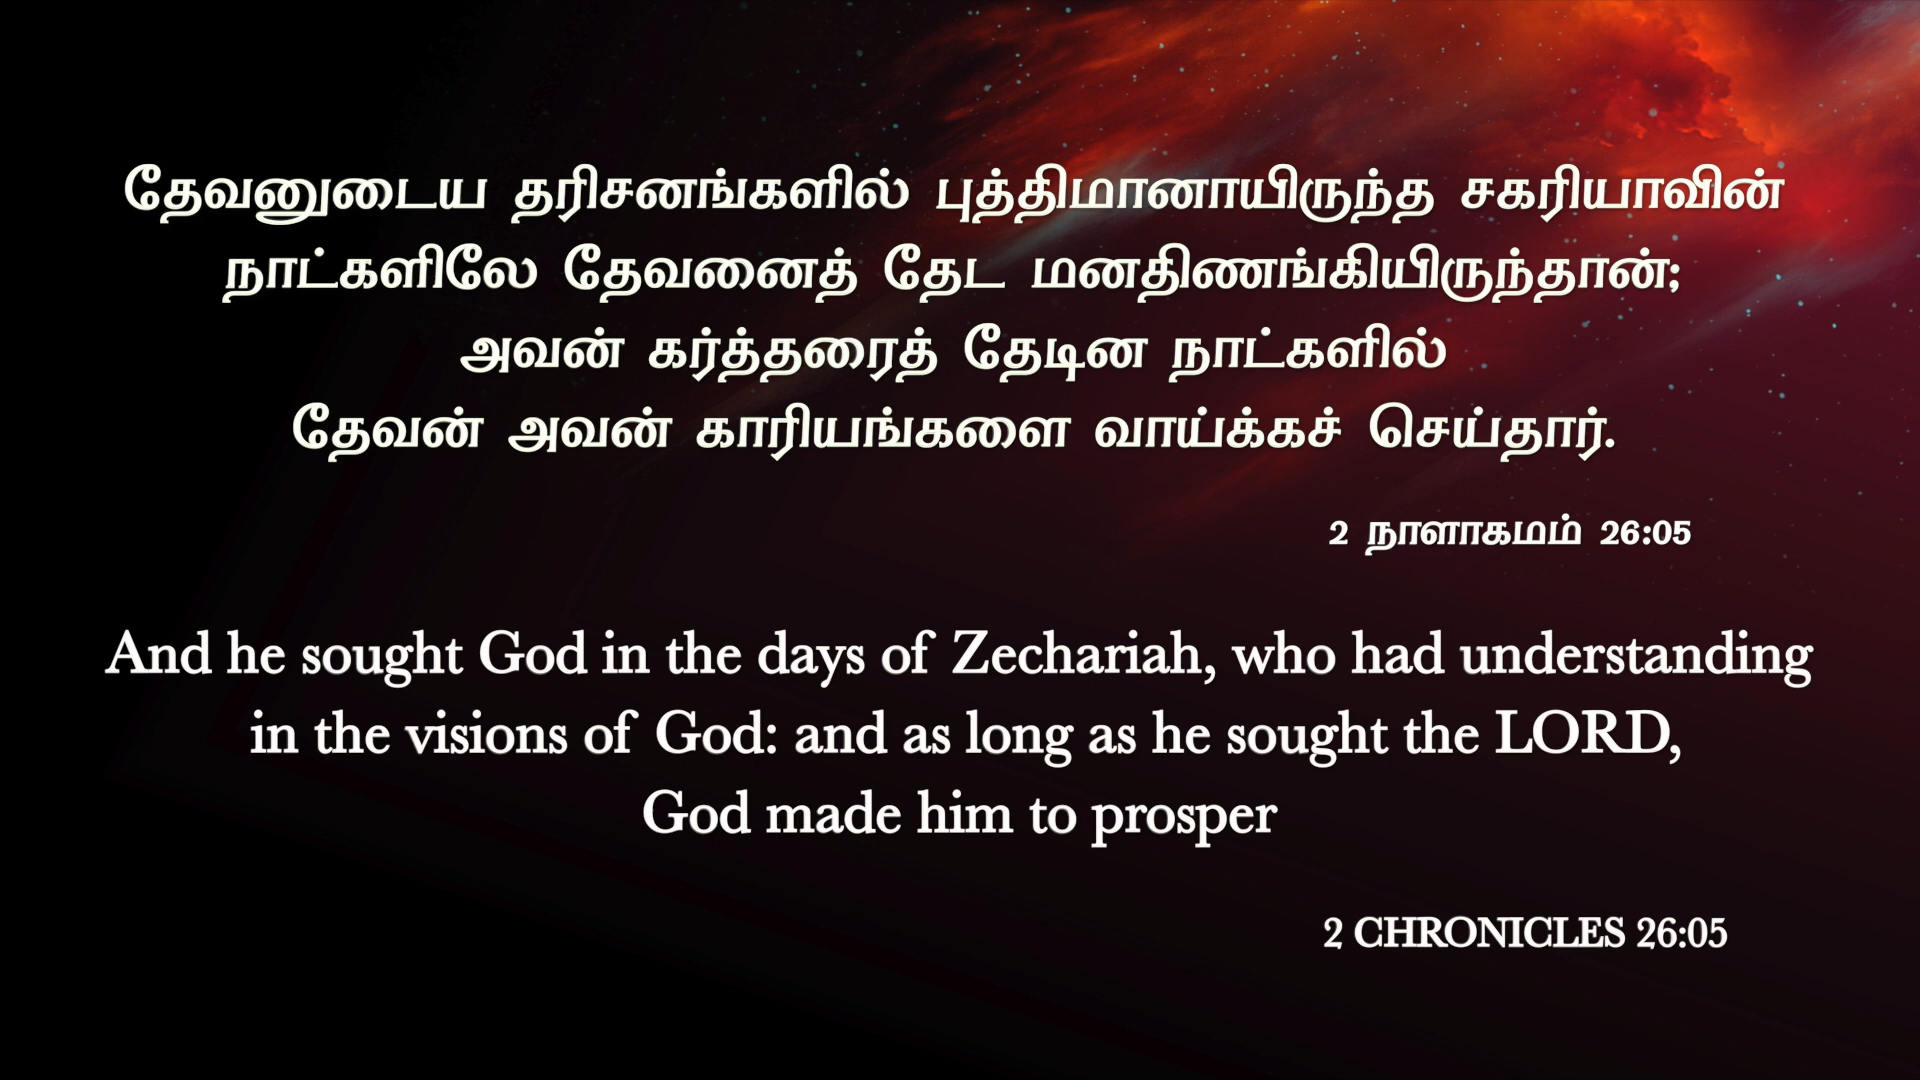 தேவனுடைய தரிசனங்களில் புத்திமானாயிருந்த சகரியாவின்
நாட்களிலே தேவனைத் தேட மனதிணங்கியிருந்தான்;
அவன் கர்த்தரைத் தேடின நாட்களில்
தேவன் அவன் காரியங்களை வாய்க்கச் செய்தார்.
2 நாளாகமம் 26:05
And he sought God in the days of Zechariah, who had understanding
in the visions of God: and as long as he sought the LORD,
God made him to prosper
2 CHRONICLES 26:05